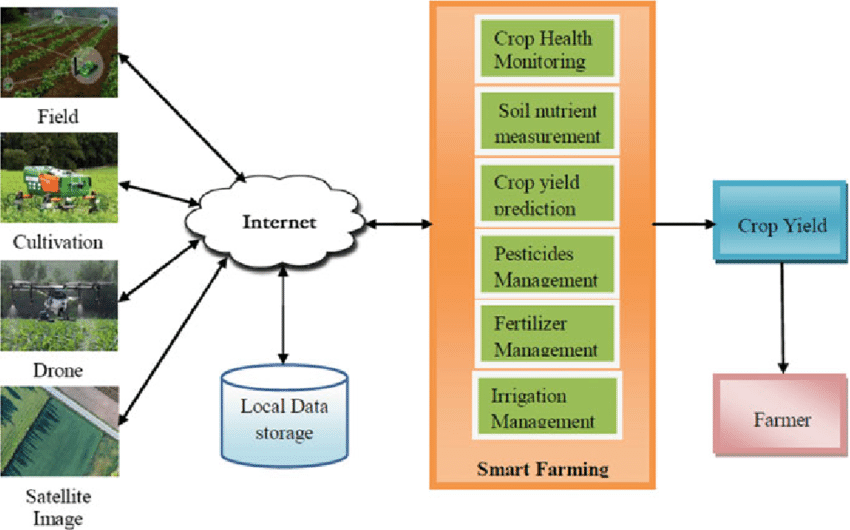 Field
Cultivation
Drone
Satellite
Image
Internet
Local Data
storage
Crop Health
Monitoring
Soil nutrient
measurement
Crop yield
prediction
Pesticides
Management
Fertilizer
Management
Irrigation
Management
Smart Farming
Crop Yield
Farmer